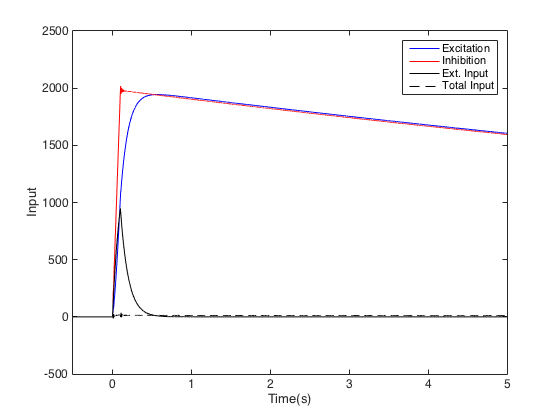 2500
2000
1500
1000
500
0
-500
Input
Excitation
Inhibition
Ext. Input
Total Input
0 1 2 3 4 5
Time(s)